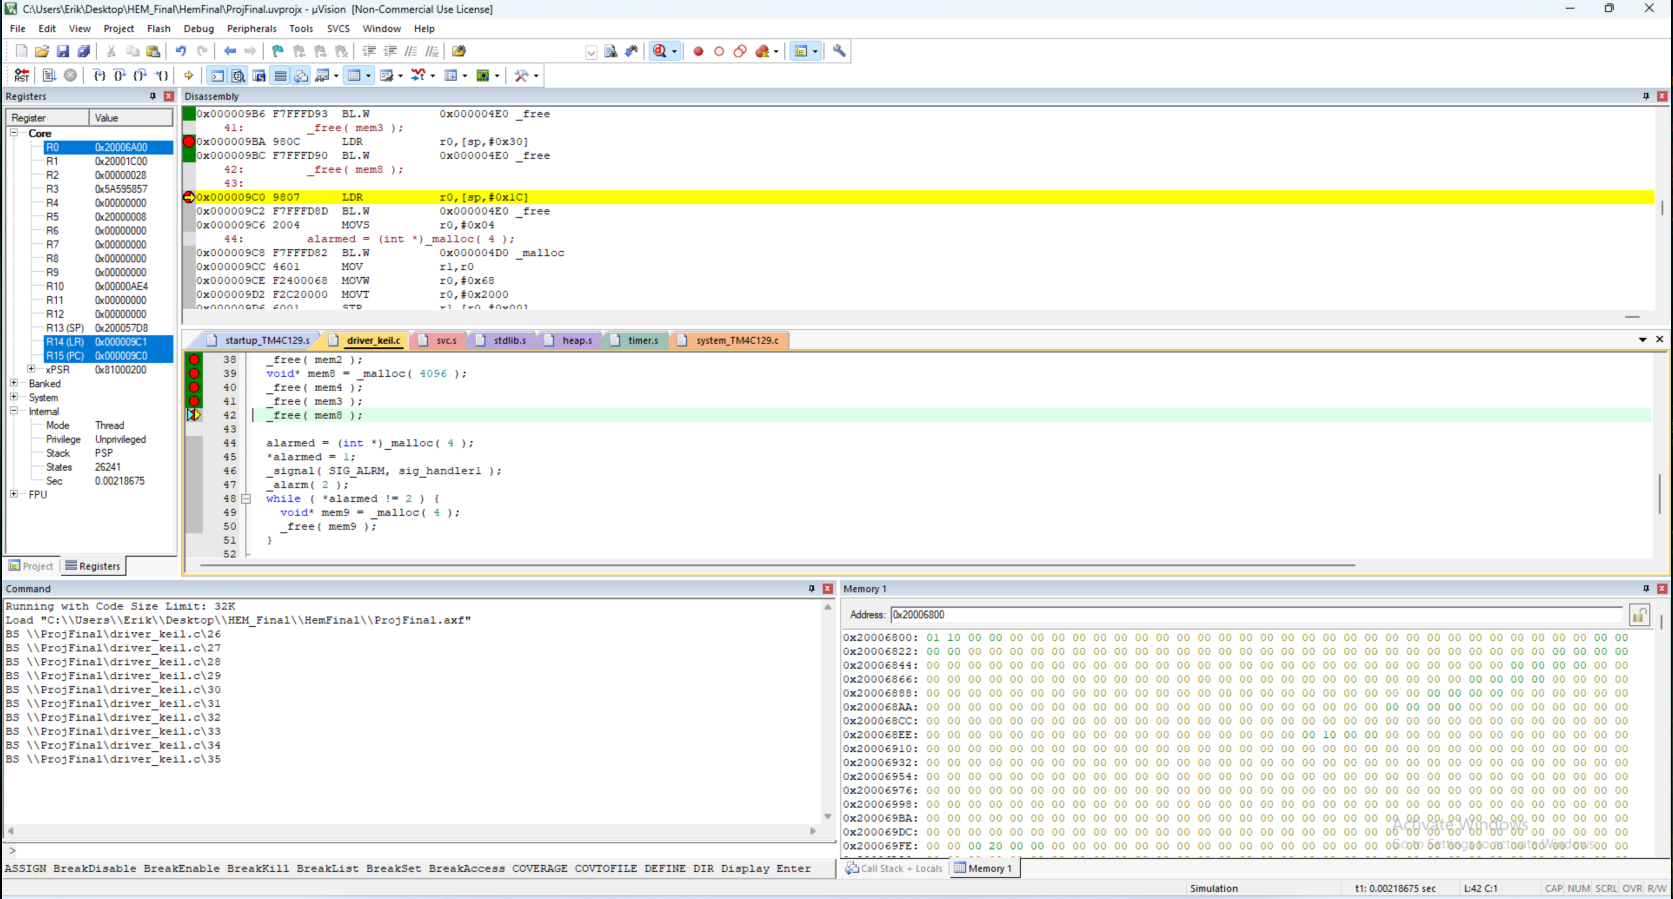 C:\Users\Erik\Desktop\HEM_Final\HemFinal\ProjFinal.uvprojx - µVision [Non-Commercial Use License]
File Edit View Project Flash Debug Peripherals Tools SVCS Window Help
RST
Registers
Register Value
Core
R0 0x20006A00
R1 0x20001C00
R2 0x00000028
R3 0x5A595857
R4 0x00000000
R5 0x20000008
R6 0x00000000
R7 0x00000000
R8 0x00000000
R9 0x00000000
R10 0x00000AE4
R11 0x00000000
R12 0x00000000
R13 (SP) 0x200057D8
R14 (LR) 0x000009C1
R15 (PC) 0x000009C0
xPSR 0x81000200
Banked
System
Internal
Mode Thread
Privilege Unprivileged
Stack PSP
States 26241
Sec 0.00218675
FPU
Project Registers
Disassembly
0x000009B6 F7FFFD93 BL.W 0x000004E0 _free
41: _free( mem3 );
0x000009BA 980C LDR r0,[sp,#0x30]
0x000009BC F7FFFD90 BL.W 0x000004E0 _free
42: _free( mem8 );
43:
0x000009C0 9807 LDR r0,[sp,#0x1C]
0x000009C2 F7FFFD8D BL.W 0x000004E0 _free
0x000009C6 2004 MOVS r0,#0x04
44: alarmed = (int *)_malloc( 4 );
0x000009C8 F7FFFD82 BL.W 0x000004D0 _malloc
0x000009CC 4601 MOV r1,r0
0x000009CE F2400068 MOVW r0,#0x68
0x000009D2 F2C20000 MOVT r0,#0x2000
0x000009D6 6001 STR r1,[r0,#0x00]
startup_TM4C129.s driver_keil.c svc.s stdlib.s heap.s timer.s system_TM4C129.c
38 _free( mem2 );
39 void* mem8 = _malloc( 4096 );
40 _free( mem4 );
41 _free( mem3 );
42 _free( mem8 );
43
44 alarmed = (int *)_malloc( 4 );
45 *alarmed = 1;
46 _signal( SIG_ALRM, sig_handler1 );
47 _alarm( 2 );
48 while ( *alarmed != 2 ) {
49 void* mem9 = _malloc( 4 );
50 _free( mem9 );
51 }
52
Command
Running with Code Size Limit: 32K
Load "C:\\Users\\Erik\\Desktop\\HEM_Final\\HemFinal\\ProjFinal.axf"
BS \\ProjFinal\driver_keil.c\26
BS \\ProjFinal\driver_keil.c\27
BS \\ProjFinal\driver_keil.c\28
BS \\ProjFinal\driver_keil.c\29
BS \\ProjFinal\driver_keil.c\30
BS \\ProjFinal\driver_keil.c\31
BS \\ProjFinal\driver_keil.c\32
BS \\ProjFinal\driver_keil.c\33
BS \\ProjFinal\driver_keil.c\34
BS \\ProjFinal\driver_keil.c\35
>
ASSIGN BreakDisable BreakEnable BreakKill BreakList BreakSet BreakAccess COVERAGE COVTOFILE DEFINE DIR Display Enter
Memory 1
Address: 0x20006800
0x20006800: 01 10 00 00 00 00 00 00 00 00 00 00 00 00 00 00 00 00 00 00 00 00 00 00 00 00 00 00 00 00 00 00 00 00
0x20006822: 00 00 00 00 00 00 00 00 00 00 00 00 00 00 00 00 00 00 00 00 00 00 00 00 00 00 00 00 00 00 00 00 00 00
0x20006844: 00 00 00 00 00 00 00 00 00 00 00 00 00 00 00 00 00 00 00 00 00 00 00 00 00 00 00 00 00 00 00 00 00 00
0x20006866: 00 00 00 00 00 00 00 00 00 00 00 00 00 00 00 00 00 00 00 00 00 00 00 00 00 00 00 00 00 00 00 00 00 00
0x20006888: 00 00 00 00 00 00 00 00 00 00 00 00 00 00 00 00 00 00 00 00 00 00 00 00 00 00 00 00 00 00 00 00 00 00
0x200068AA: 00 00 00 00 00 00 00 00 00 00 00 00 00 00 00 00 00 00 00 00 00 00 00 00 00 00 00 00 00 00 00 00 00 00
0x200068CC: 00 00 00 00 00 00 00 00 00 00 00 00 00 00 00 00 00 00 00 00 00 00 00 00 00 00 00 00 00 00 00 00 00 00
0x200068EE: 00 00 00 00 00 00 00 00 00 00 00 00 00 00 00 00 00 00 00 10 00 00 00 00 00 00 00 00 00 00 00 00 00 00
0x20006910: 00 00 00 00 00 00 00 00 00 00 00 00 00 00 00 00 00 00 00 00 00 00 00 00 00 00 00 00 00 00 00 00 00 00
0x20006932: 00 00 00 00 00 00 00 00 00 00 00 00 00 00 00 00 00 00 00 00 00 00 00 00 00 00 00 00 00 00 00 00 00 00
0x20006954: 00 00 00 00 00 00 00 00 00 00 00 00 00 00 00 00 00 00 00 00 00 00 00 00 00 00 00 00 00 00 00 00 00 00
0x20006976: 00 00 00 00 00 00 00 00 00 00 00 00 00 00 00 00 00 00 00 00 00 00 00 00 00 00 00 00 00 00 00 00 00 00
0x20006998: 00 00 00 00 00 00 00 00 00 00 00 00 00 00 00 00 00 00 00 00 00 00 00 00 00 00 00 00 00 00 00 00 00 00
0x200069BA: 00 00 00 00 00 00 00 00 00 00 00 00 00 00 00 00 00 00 00 00 00 00 00 00 00 00 00 00 00 00 00 00 00 00
0x200069DC: 00 00 00 00 00 00 00 00 00 00 00 00 00 00 00 00 00 00 00 00 00 00 00 00 00 00 00 00 00 00 00 00 00 00
0x200069FE: 00 00 00 20 00 00 00 00 00 00 00 00 00 00 00 00 00 00 00 00 00 00 00 00 00 00 00 00 00 00 00 00 00 00
Activate Windows
Go to Settings to activate Windows.
Call Stack + Locals Memory 1
Simulation t1: 0.00218675 sec L:42 C:1 CAP NUM SCRL OVR R/W